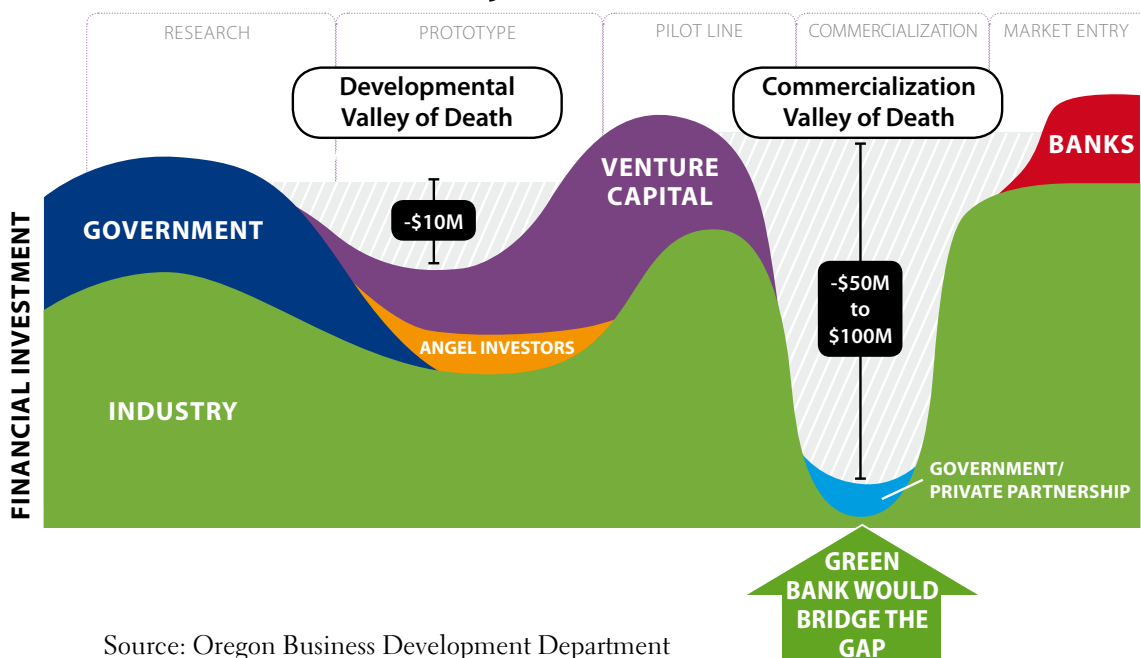 RESEARCH
PROTOTYPE
PILOT LINE
COMMERCIALIZATION
MARKET ENTRY
Developmental
Valley of Death
Commercialization
Valley of Death
BANKS
VENTURE
CAPITAL
GOVERNMENT
-$10M
-$50M
to
$100M
ANGEL INVESTORS
INDUSTRY
FINANCIAL INVESTMENT
GOVERNMENT/
PRIVATE PARTNERSHIP
GREEN
BANK WOULD
BRIDGE THE
GAP
Source: Oregon Business Development Department